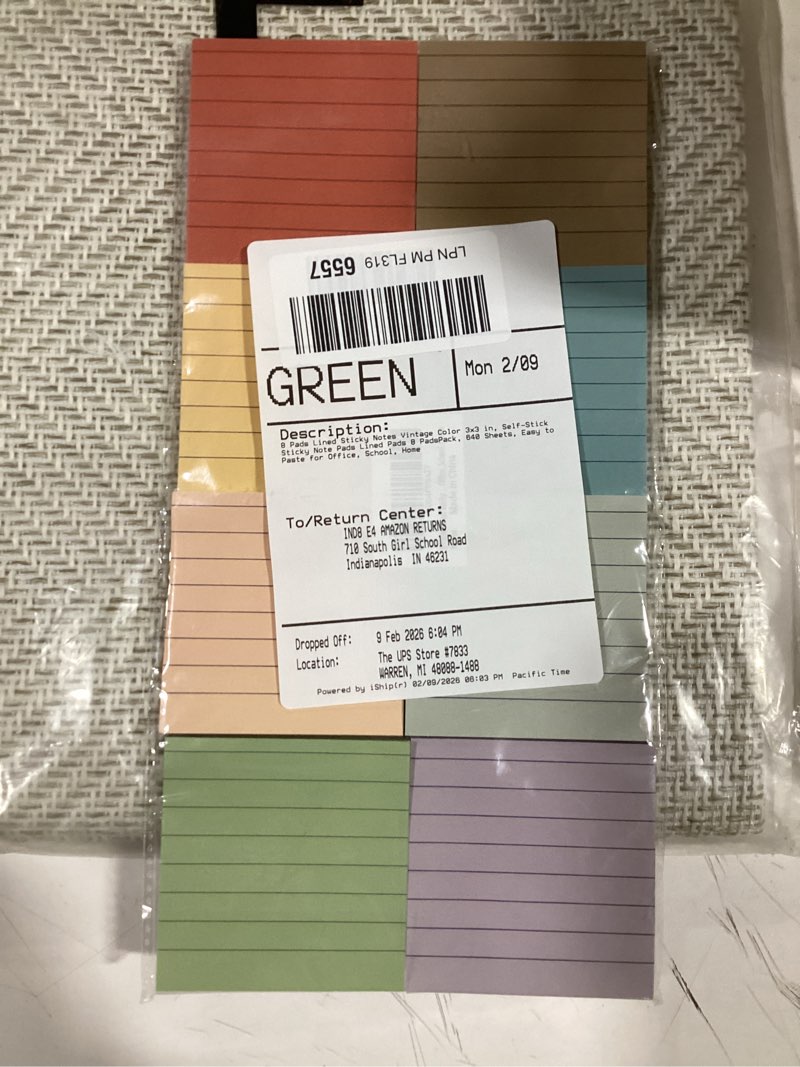 LPN PM FL319 6557
GREEN
Mon 2/09
Description:
8 Pads Lined Sticky Notes Vintage Color 3x3 in, Self-Stick
Sticky Note Pads Lined Pads 8 PadsPack, 640 Sheets, Easy to
Paste for Office, School, Home
To/Return Center:
IND8 E4 AMAZON RETURNS
710 South Girl School Road
Indianapolis IN 46231
Dropped Off: 9 Feb 2026 6:04 PM
Location: The UPS Store #7833
WARREN, MI 48088-1488
Powered by iShip(r) 02/09/2026 06:03 PM Pacific Time